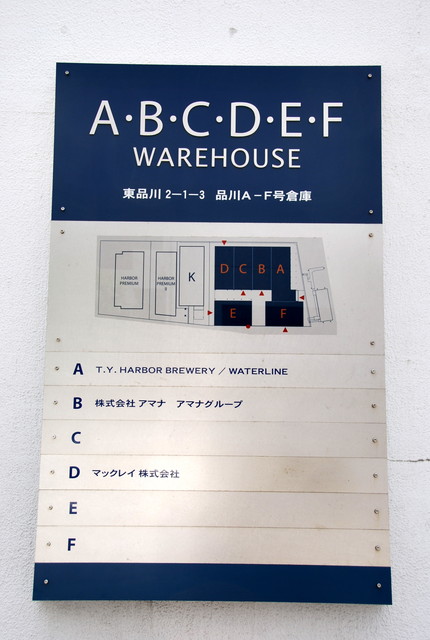 A·B·C·D·E·F
WAREHOUSE
東品川 2−1−3 品川A−F号倉庫
HARBOR
PREMIUM
HARBOR
PREMIUM
II
K
D C B A
E F
A T.Y. HARBOR BREWERY / WATERLINE
B 株式会社 アマナ アマナグループ
C
D マックレイ 株式会社
E
F